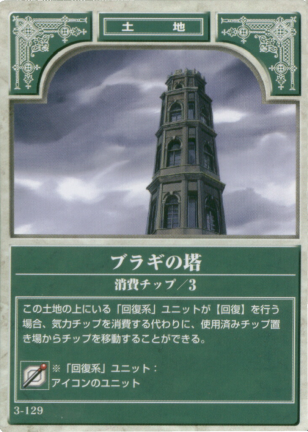 土地
ブラギの塔
消費チップ／3
この土地の上にいる「回復系」ユニットが【回復】を行う
場合、気力チップを消費する代わりに、使用済みチップ置
き場からチップを移動することができる。
※「回復系」ユニット：
アイコンのユニット
3-129